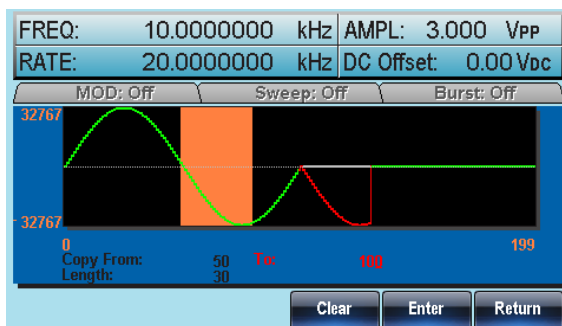 FREQ: 10.0000000 kHz AMPL: 3.000 VPP
RATE: 20.0000000 kHz DC Offset: 0.00 VDC
MOD: Off Sweep: Off Burst: Off
32767
- 32767
0 199
Copy From: 50 To: 100
Length: 30
Clear Enter Return